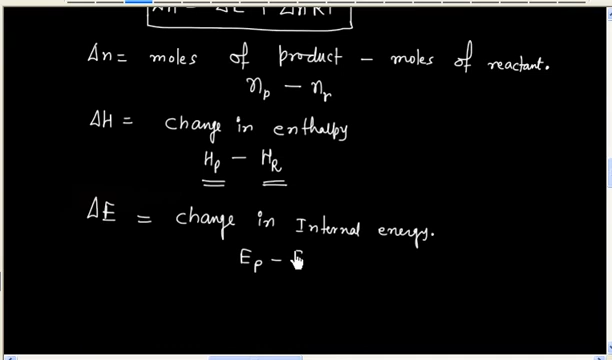 Δn = moles of product - moles of reactant.
np - nr
ΔH = change in enthalpy
Hp - HR
ΔE = change in Internal energy.
Ep -